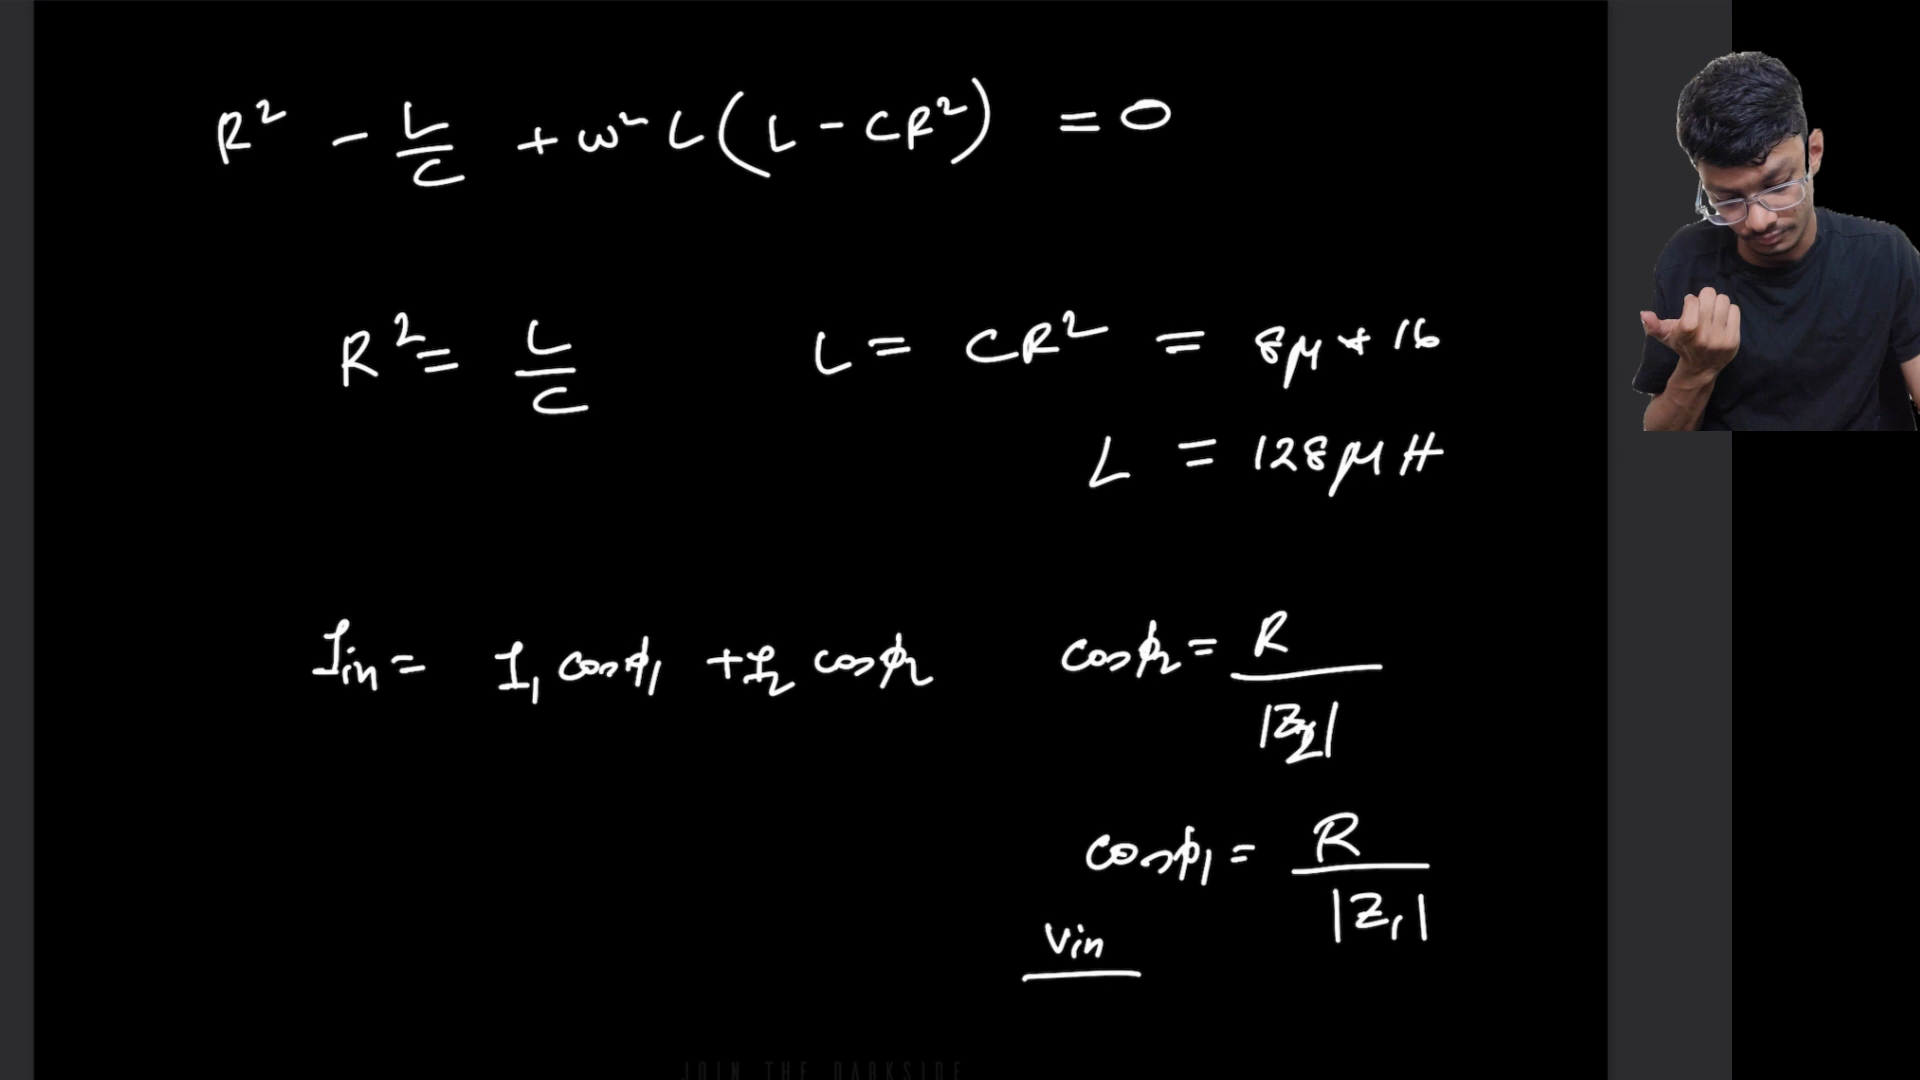 R² - L/C + ω² L (L - CR²) = 0
R² = L/C L = CR² = 8μ * 16
L = 128μH
Iin = I₁ cosϕ₁ + I₂ cosϕ₂ cosϕ₂ = R/|Z₂|
cosϕ₁ = R/|Z₁|
Vin
JOIN THE DARKSIDE